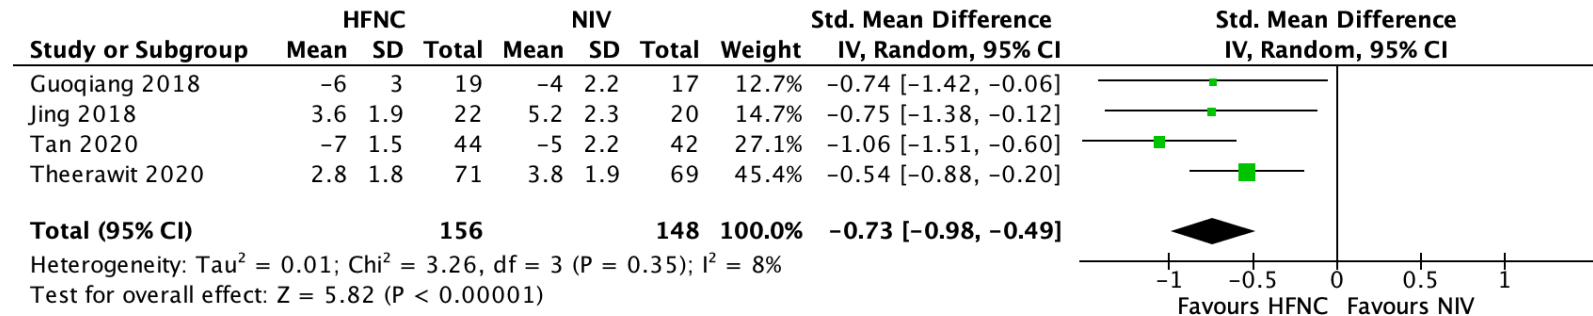 HFNC NIV Std. Mean Difference Std. Mean Difference
Study or Subgroup Mean SD Total Mean SD Total Weight IV, Random, 95% CI IV, Random, 95% CI
Guoqiang 2018 −6 3 19 −4 2.2 17 12.7% −0.74 [−1.42, −0.06]
Jing 2018 3.6 1.9 22 5.2 2.3 20 14.7% −0.75 [−1.38, −0.12]
Tan 2020 −7 1.5 44 −5 2.2 42 27.1% −1.06 [−1.51, −0.60]
Theerawit 2020 2.8 1.8 71 3.8 1.9 69 45.4% −0.54 [−0.88, −0.20]
Total (95% CI) 156 148 100.0% −0.73 [−0.98, −0.49]
Heterogeneity: Tau² = 0.01; Chi² = 3.26, df = 3 (P = 0.35); I² = 8%
Test for overall effect: Z = 5.82 (P < 0.00001)
−1 −0.5 0 0.5 1
Favours HFNC Favours NIV